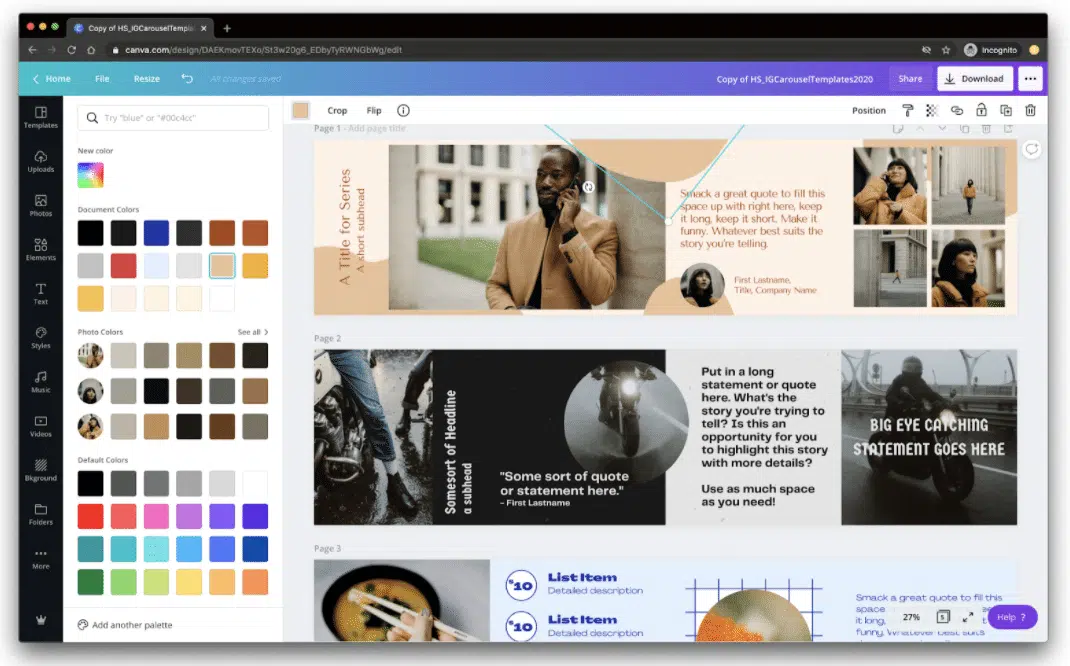 Copy of HS_IGCarouselTempla
canva.com/design/DAEKmovTEXo/St3w20g6_EDbyTyRWNGbWg/edit
Incognito
Home
File
Resize
All changes saved
Copy of HS_IGCarouselTemplates2020
Share
Download
Templates
Uploads
Photos
Elements
Text
Styles
Music
Videos
Bkground
Folders
More
Try "blue" or "#00c4cc"
New color
Document Colors
Photo Colors
See all
Default Colors
Add another palette
Crop
Flip
Position
Page 1 - Add page title
A Title for Series
A short subhead
Smack a great quote to fill this
space up with right here, keep
it long, keep it short. Make it
funny. Whatever best suits the
story you're telling.
First Lastname,
Title, Company Name
Page 2
Somesort of Headline
a subhead
"Some sort of quote
or statement here."
– First Lastname
Put in a long
statement or quote
here. What's the
story you're trying to
tell? Is this an
opportunity for you
to highlight this story
with more details?
Use as much space
as you need!
BIG EYE CATCHING
STATEMENT GOES HERE
Page 3
$10
List Item
Detailed description
$10
List Item
Detailed description
Smack a great quote to fill this
space
it long,
funny. Whatever best suits
27%
5
Help ?